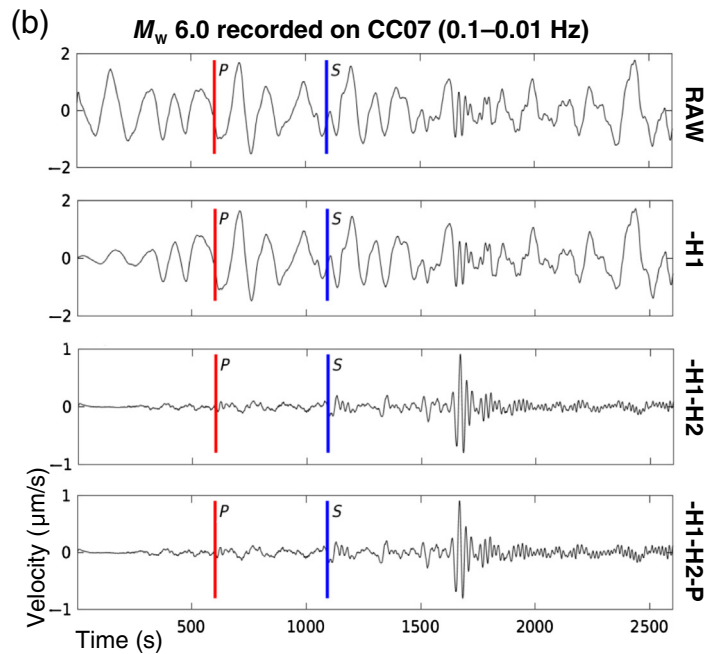 (b)
M_w 6.0 recorded on CC07 (0.1–0.01 Hz)
2
0
−2
P
S
RAW
2
0
−2
P
S
-H1
1
0
−1
P
S
-H1-H2
1
0
−1
P
S
-H1-H2-P
Velocity (μm/s)
500 1000 1500 2000 2500
Time (s)